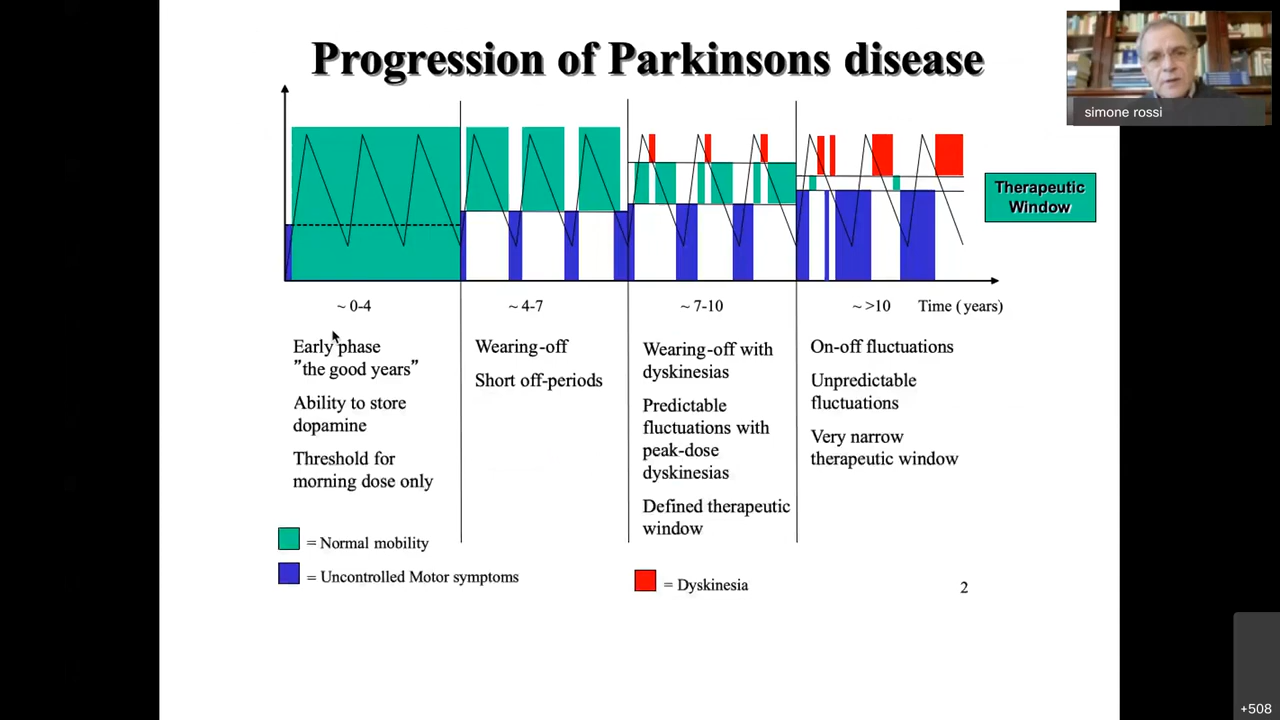 Progression of Parkinsons disease
simone rossi
Therapeutic
Window
~ 0-4
~ 4-7
~ 7-10
~ >10
Time (years)
Early phase
"the good years"
Ability to store
dopamine
Threshold for
morning dose only
Wearing-off
Short off-periods
Wearing-off with
dyskinesias
Predictable
fluctuations with
peak-dose
dyskinesias
Defined therapeutic
window
On-off fluctuations
Unpredictable
fluctuations
Very narrow
therapeutic window
= Normal mobility
= Uncontrolled Motor symptoms
= Dyskinesia
2
+508